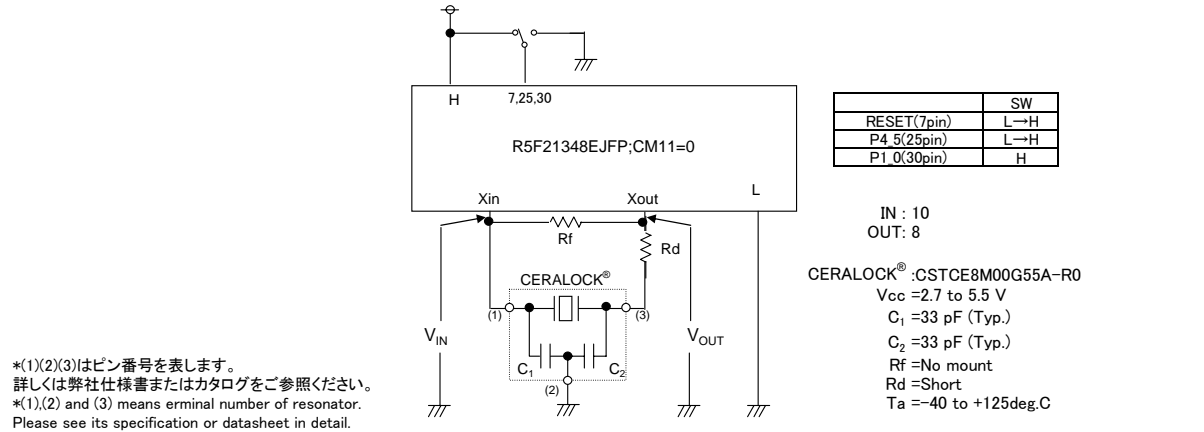 H
7,25,30
R5F21348EJFP;CM11=0
L
Xin
Xout
Rf
Rd
CERALOCK®
(1)
(3)
C1
C2
(2)
VIN
VOUT
SW
RESET(7pin) L→H
P4_5(25pin) L→H
P1_0(30pin) H
IN : 10
OUT: 8
CERALOCK® :CSTCE8M00G55A-R0
Vcc =2.7 to 5.5 V
C1 =33 pF (Typ.)
C2 =33 pF (Typ.)
Rf =No mount
Rd =Short
Ta =-40 to +125deg.C
*(1)(2)(3)はピン番号を表します。
詳しくは弊社仕様書またはカタログをご参照ください。
*(1),(2) and (3) means erminal number of resonator.
Please see its specification or datasheet in detail.